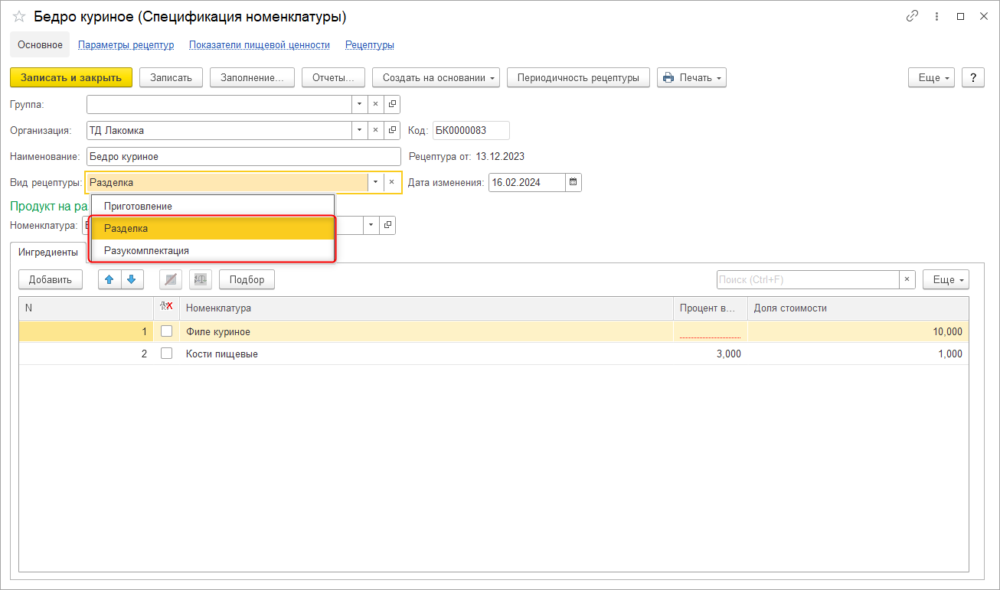 Бедро куриное (Спецификация номенклатуры)
Основное Параметры рецептур Показатели пищевой ценности Рецептуры
Записать и закрыть Записать Заполнение... Отчеты... Создать на основании Периодичность рецептуры Печать Еще ?
Группа:
Организация: ТД Лакомка Код: БК0000083
Наименование: Бедро куриное Рецептура от: 13.12.2023
Вид рецептуры: Разделка Дата изменения: 16.02.2024
Приготовление
Продукт на ра
Номенклатура: Разделка
Разукомплектация
Ингредиенты
Добавить Подбор Поиск (Ctrl+F) Еще
N Номенклатура Процент в... Доля стоимости
1 Филе куриное 10,000
2 Кости пищевые 3,000 1,000